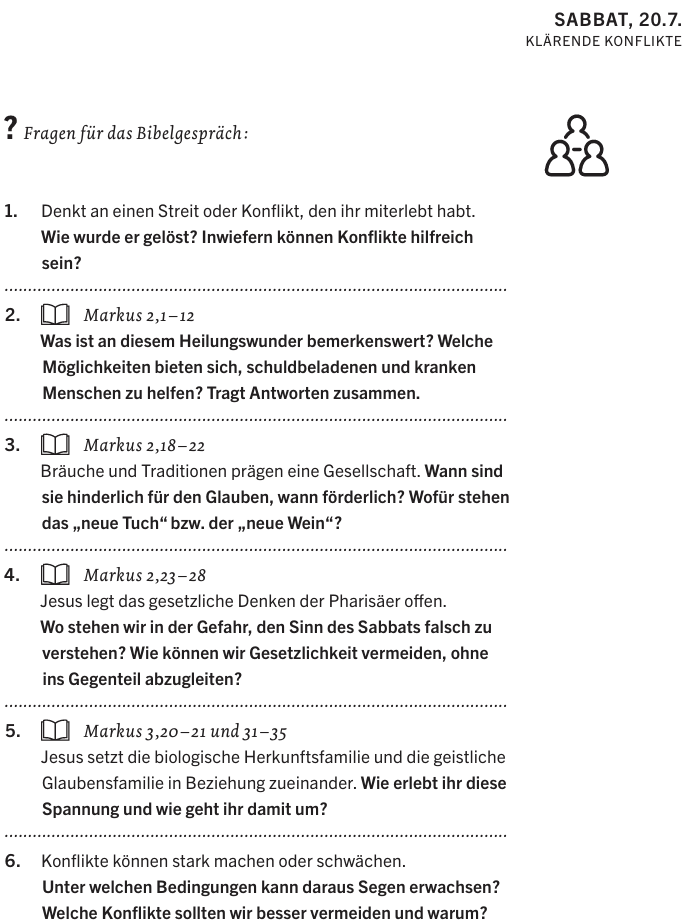 SABBAT, 20.7.
KLÄRENDE KONFLIKTE
? Fragen für das Bibelgespräch:
1. Denkt an einen Streit oder Konflikt, den ihr miterlebt habt.
Wie wurde er gelöst? Inwiefern können Konflikte hilfreich
sein?
2. Markus 2,1–12
Was ist an diesem Heilungswunder bemerkenswert? Welche
Möglichkeiten bieten sich, schuldbeladenen und kranken
Menschen zu helfen? Tragt Antworten zusammen.
3. Markus 2,18–22
Bräuche und Traditionen prägen eine Gesellschaft. Wann sind
sie hinderlich für den Glauben, wann förderlich? Wofür stehen
das „neue Tuch“ bzw. der „neue Wein“?
4. Markus 2,23–28
Jesus legt das gesetzliche Denken der Pharisäer offen.
Wo stehen wir in der Gefahr, den Sinn des Sabbats falsch zu
verstehen? Wie können wir Gesetzlichkeit vermeiden, ohne
ins Gegenteil abzugleiten?
5. Markus 3,20–21 und 31–35
Jesus setzt die biologische Herkunftsfamilie und die geistliche
Glaubensfamilie in Beziehung zueinander. Wie erlebt ihr diese
Spannung und wie geht ihr damit um?
6. Konflikte können stark machen oder schwächen.
Unter welchen Bedingungen kann daraus Segen erwachsen?
Welche Konflikte sollten wir besser vermeiden und warum?